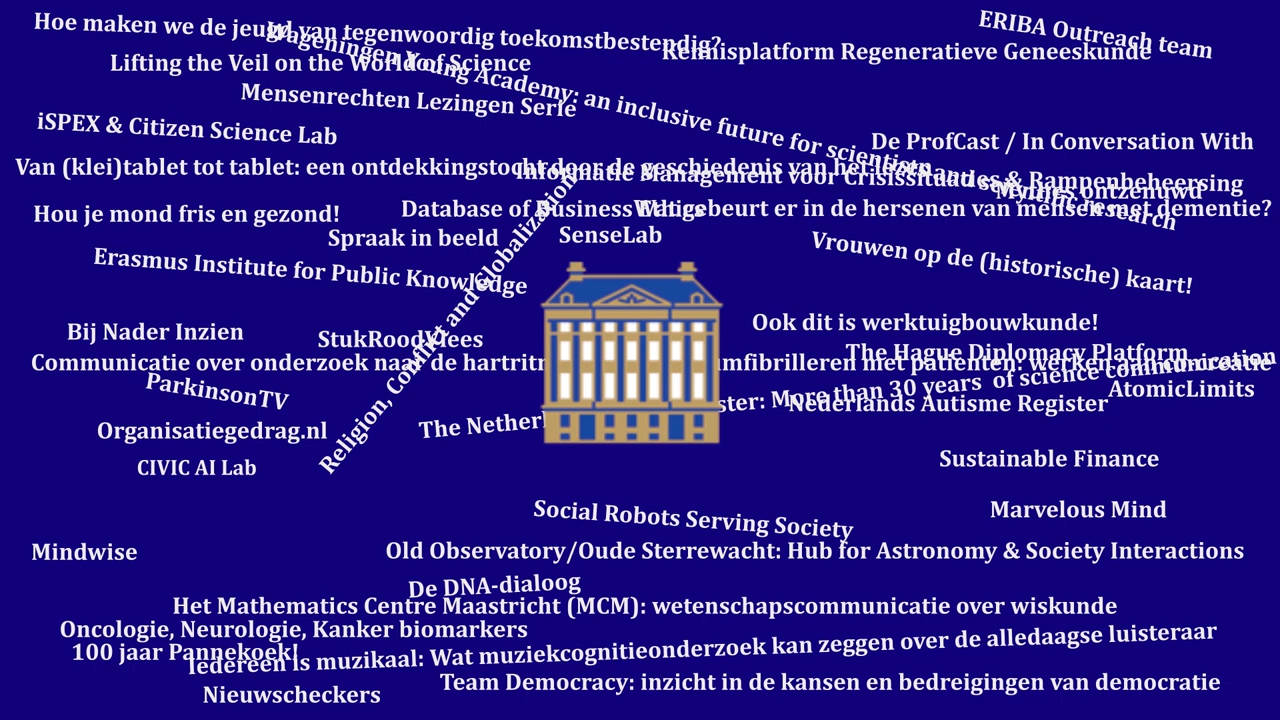 Hoe maken we de jeugd van tegenwoordig toekomstbestendig?
ERIBA Outreach team
Wageningen Young Academy: an inclusive future for scientists and scientific research
Kennisplatform Regeneratieve Geneeskunde
Lifting the Veil on the World of Science
Mensenrechten Lezingen Serie
iSPEX & Citizen Science Lab
De ProfCast / In Conversation With
Van (klei)tablet tot tablet: een ontdekkingstocht door de geschiedenis van het
Informatie Management voor Crisissituaties & Rampenbeheersing
Mythes ontzenuwd
Hou je mond fris en gezond!
Database of Business Ethics
Wat gebeurt er in de hersenen van mensen met dementie?
Spraak in beeld
SenseLab
Vrouwen op de (historische) kaart!
Erasmus Institute for Public Knowledge
Religion, Conflict and Globalization
Bij Nader Inzien
StukRoodVlees
Ook dit is werktuigbouwkunde!
The Hague Diplomacy Platform
Communicatie over onderzoek naar de met patiënten: werken aan cocreatie
ParkinsonTV
AtomicLimits
The More than 30 years of science communication
Nederlands Autisme Register
Organisatiegedrag.nl
CIVIC AI Lab
Sustainable Finance
Social Robots Serving Society
Marvelous Mind
Mindwise
Old Observatory/Oude Sterrewacht: Hub for Astronomy & Society Interactions
De DNA-dialoog
Het Mathematics Centre Maastricht (MCM): wetenschapscommunicatie over wiskunde
Oncologie, Neurologie, Kanker biomarkers
100 jaar Pannekoek!
Iedereen is muzikaal: Wat muziekcognitieonderzoek kan zeggen over de alledaagse luisteraar
Team Democracy: inzicht in de kansen en bedreigingen van democratie
Nieuwscheckers